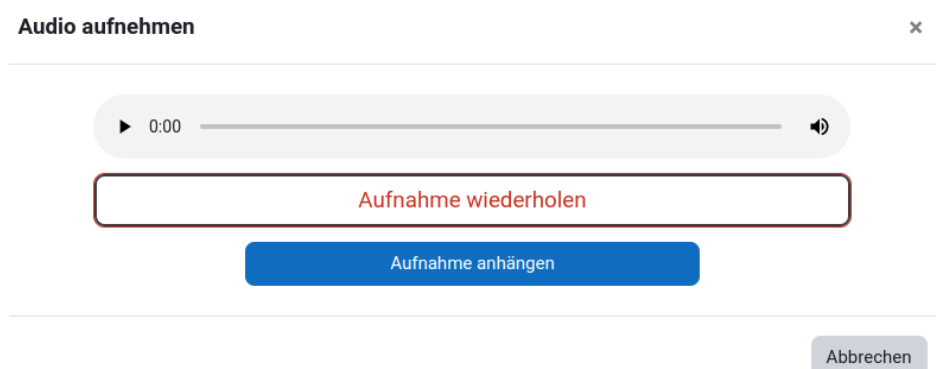 Audio aufnehmen ×
0:00
Aufnahme wiederholen
Aufnahme anhängen
Abbrechen